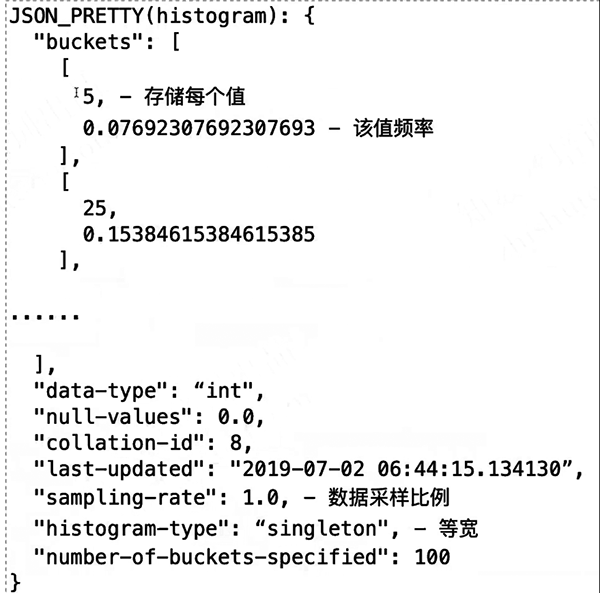 JSON_PRETTY(histogram): {
"buckets": [
[
5, – 存储每个值
0.07692307692307693 – 该值频率
],
[
25,
0.15384615384615385
],
......
],
"data-type": “int",
"null-values": 0.0,
"collation-id": 8,
"last-updated": "2019-07-02 06:44:15.134130”,
"sampling-rate": 1.0, – 数据采样比例
"histogram-type": “singleton", – 等宽
"number-of-buckets-specified": 100
}